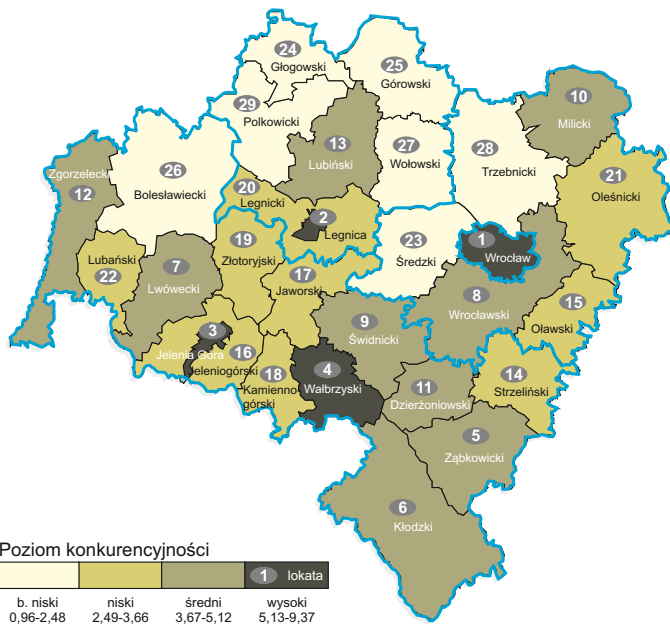 24
Głogowski
25
Górowski
10
Milicki
29
Polkowicki
13
Lubiński
27
Wołowski
28
Trzebnicki
Zgorzelecki
12
26
Bolesławiecki
20
Legnicki
2
Legnica
21
Oleśnicki
19
Złotoryjski
23
Średzki
1
Wrocław
Lubański
22
7
Lwówecki
17
Jaworski
8
Wrocławski
15
Oławski
9
Świdnicki
3
Jelenia Góra
16
Jeleniogórski
18
Kamienno
górski
4
Wałbrzyski
11
Dzierżoniowski
14
Strzeliński
5
Ząbkowicki
6
Kłodzki
Poziom konkurencyjności
1 lokata
b. niski niski średni wysoki
0,96-2,48 2,49-3,66 3,67-5,12 5,13-9,37